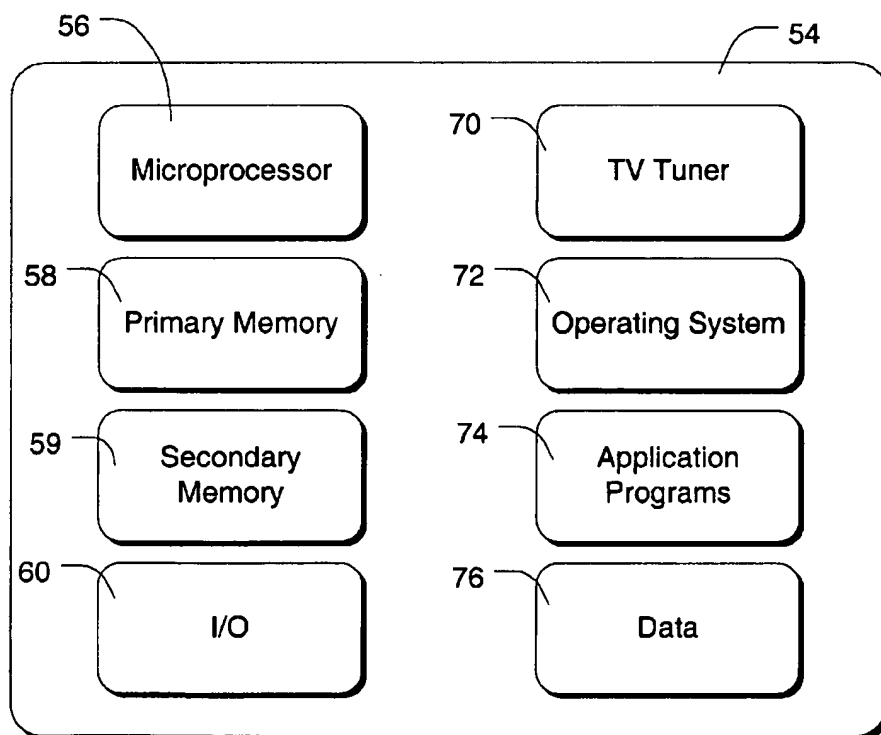 56
54
Microprocessor
70
TV Tuner
58
Primary Memory
72
Operating System
59
Secondary
Memory
74
Application
Programs
60
I/O
76
Data